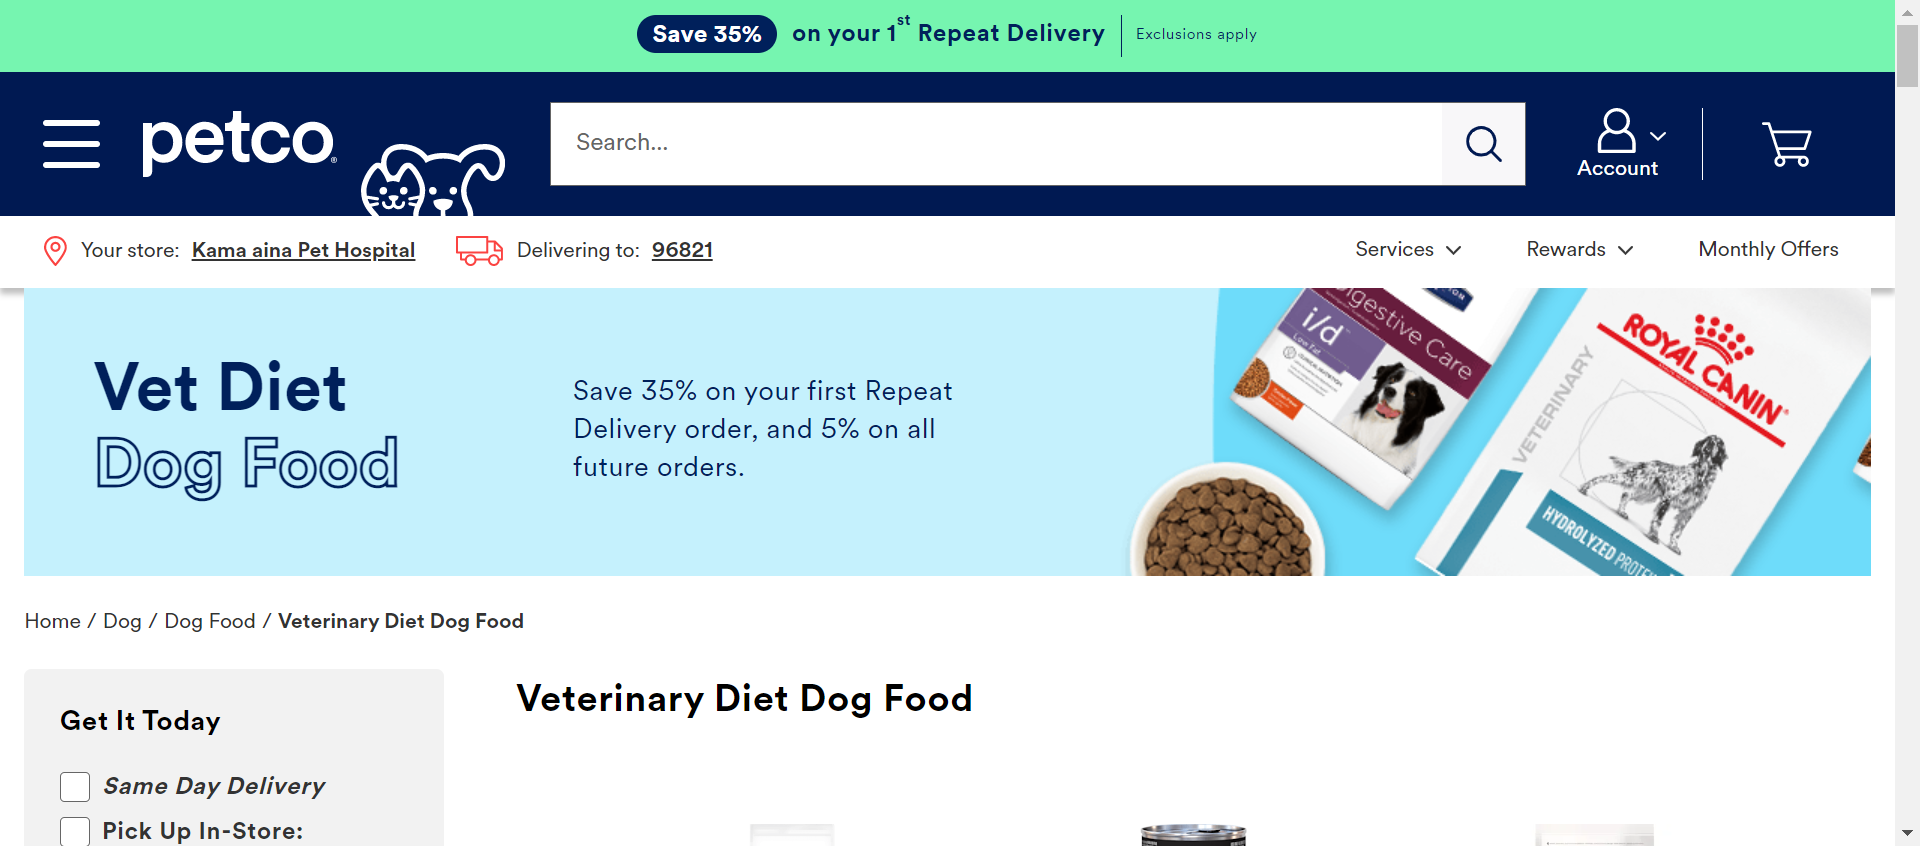 Save 35% on your 1st Repeat Delivery Exclusions apply
petco
Search...
Account
Your store: Kama aina Pet Hospital Delivering to: 96821
Services Rewards Monthly Offers
Vet Diet
Dog Food
Save 35% on your first Repeat
Delivery order, and 5% on all
future orders.
Digestive Care
i/d
Low Fat
ROYAL CANIN
VETERINARY
HYDROLYZED
Home / Dog / Dog Food / Veterinary Diet Dog Food
Get It Today
Same Day Delivery
Pick Up In-Store:
Veterinary Diet Dog Food